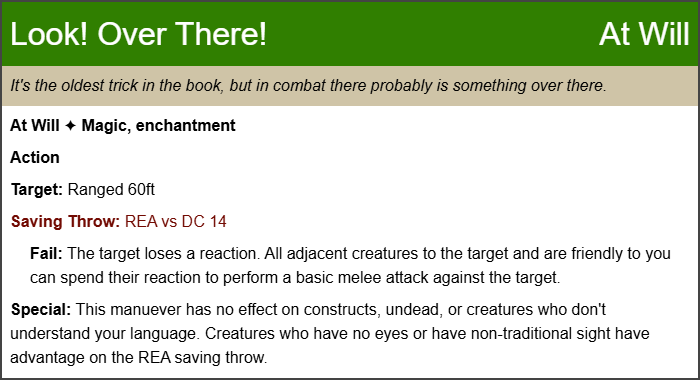 Look! Over There! At Will
It's the oldest trick in the book, but in combat there probably is something over there.
At Will ✦ Magic, enchantment
Action
Target: Ranged 60ft
Saving Throw: REA vs DC 14
Fail: The target loses a reaction. All adjacent creatures to the target and are friendly to you
can spend their reaction to perform a basic melee attack against the target.
Special: This manuever has no effect on constructs, undead, or creatures who don't
understand your language. Creatures who have no eyes or have non-traditional sight have
advantage on the REA saving throw.